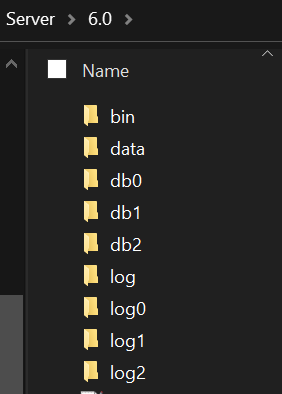 Server > 6.0 >
Name
bin
data
db0
db1
db2
log
log0
log1
log2